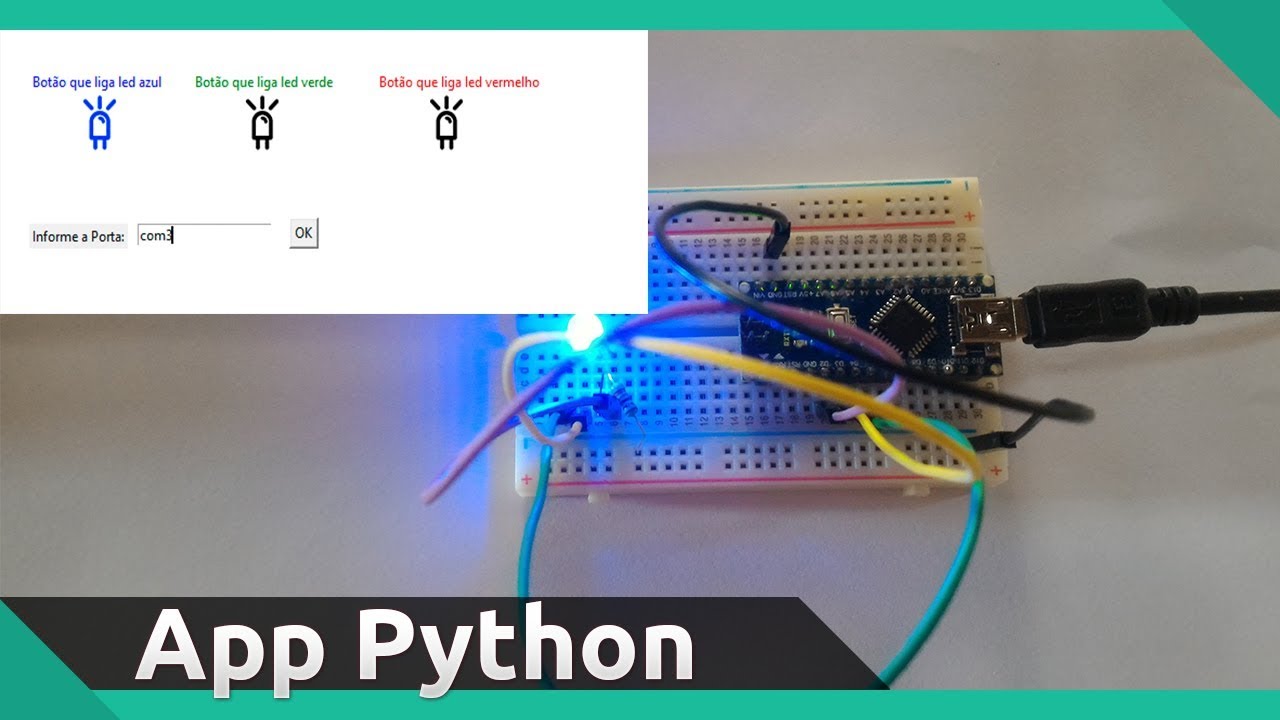 Botão que liga led azul
Botão que liga led verde
Botão que liga led vermelho
Informe a Porta:
com3
OK
App Python